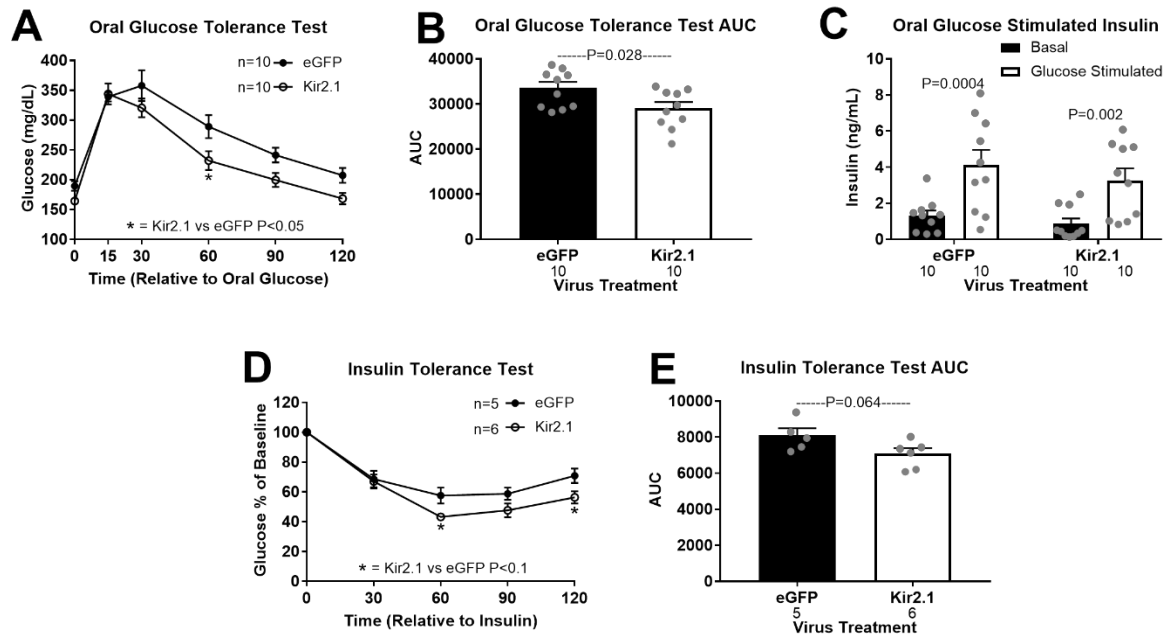 A
Oral Glucose Tolerance Test
n=10 eGFP
n=10 Kir2.1
400
350
300
250
200
150
100
Glucose (mg/dL)
* 
* = Kir2.1 vs eGFP P<0.05
0 15 30 60 90 120
Time (Relative to Oral Glucose)
B
Oral Glucose Tolerance Test AUC
------P=0.028------
40000
30000
20000
10000
0
AUC
eGFP Kir2.1
10 10
Virus Treatment
C
Oral Glucose Stimulated Insulin
Basal
Glucose Stimulated
P=0.0004
P=0.002
10
8
6
4
2
0
Insulin (ng/mL)
eGFP Kir2.1
10 10 10 10
Virus Treatment
D
Insulin Tolerance Test
n=5 eGFP
n=6 Kir2.1
120
100
80
60
40
20
0
Glucose % of Baseline
* *
* = Kir2.1 vs eGFP P<0.1
0 30 60 90 120
Time (Relative to Insulin)
E
Insulin Tolerance Test AUC
------P=0.064------
10000
8000
6000
4000
2000
0
AUC
eGFP Kir2.1
5 6
Virus Treatment